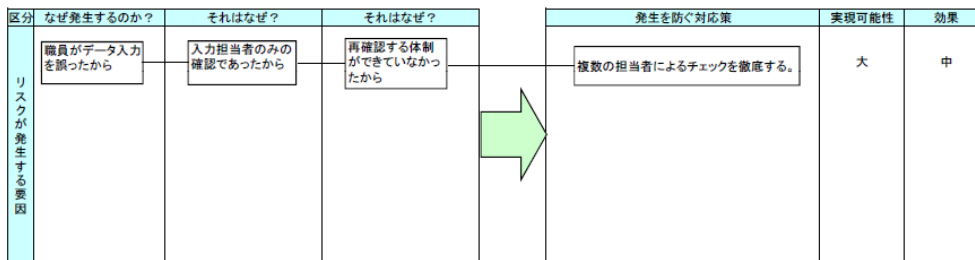 区分 なぜ発生するのか? それはなぜ? それはなぜ? 発生を防ぐ対応策 実現可能性 効果
リスクが発生する要因
職員がデータ入力
を誤ったから
入力担当者のみの
確認であったから
再確認する体制
ができていなかっ
たから
複数の担当者によるチェックを徹底する。
大
中